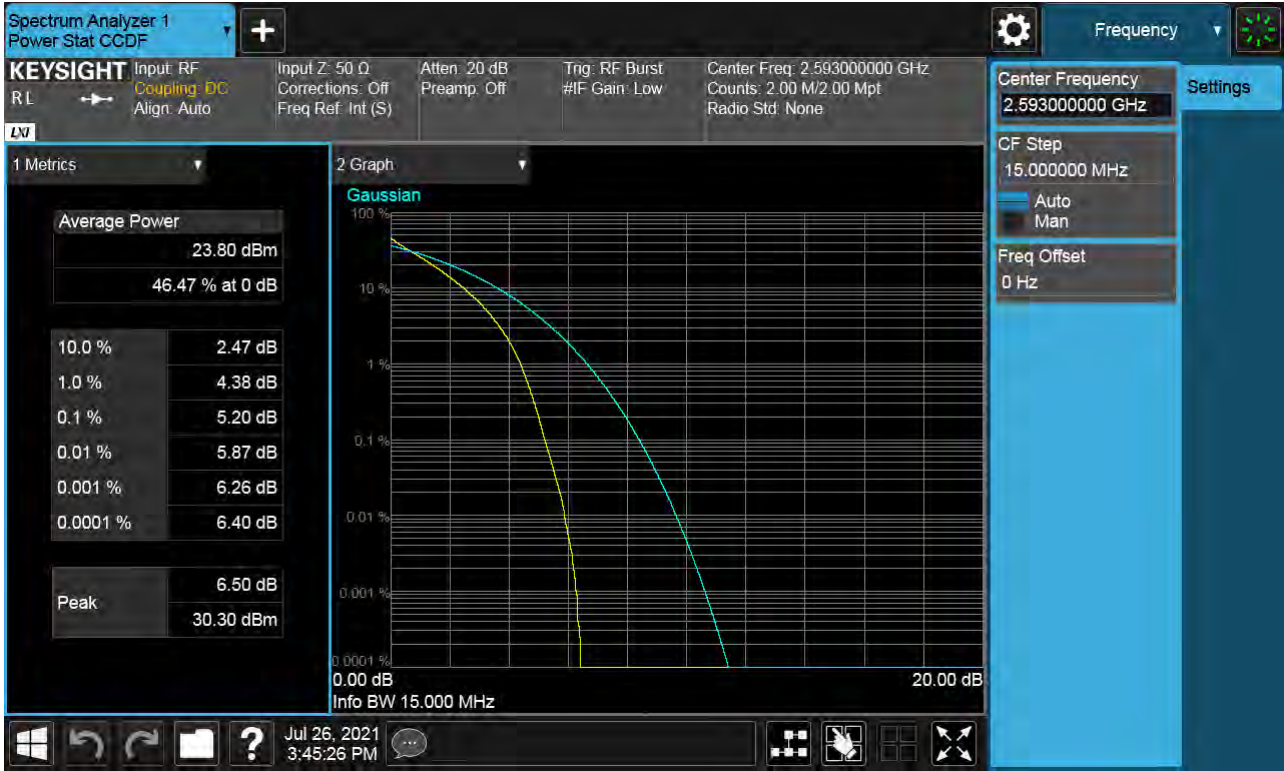 Spectrum Analyzer 1
Power Stat CCDF
+
Frequency
KEYSIGHT
RL
LXI
Input: RF
Coupling: DC
Align: Auto
Input Z: 50 Ω
Corrections: Off
Freq Ref: Int (S)
Atten: 20 dB
Preamp: Off
Trig: RF Burst
#IF Gain: Low
Center Freq: 2.593000000 GHz
Counts: 2.00 M/2.00 Mpt
Radio Std: None
Center Frequency
2.593000000 GHz
Settings
CF Step
15.000000 MHz
Auto
Man
Freq Offset
0 Hz
1 Metrics
Average Power
23.80 dBm
46.47 % at 0 dB
10.0 % 2.47 dB
1.0 % 4.38 dB
0.1 % 5.20 dB
0.01 % 5.87 dB
0.001 % 6.26 dB
0.0001 % 6.40 dB
Peak
6.50 dB
30.30 dBm
2 Graph
Gaussian
100 %
10 %
1 %
0.1 %
0.01 %
0.001 %
0.0001 %
0.00 dB 20.00 dB
Info BW 15.000 MHz
?
Jul 26, 2021
3:45:26 PM